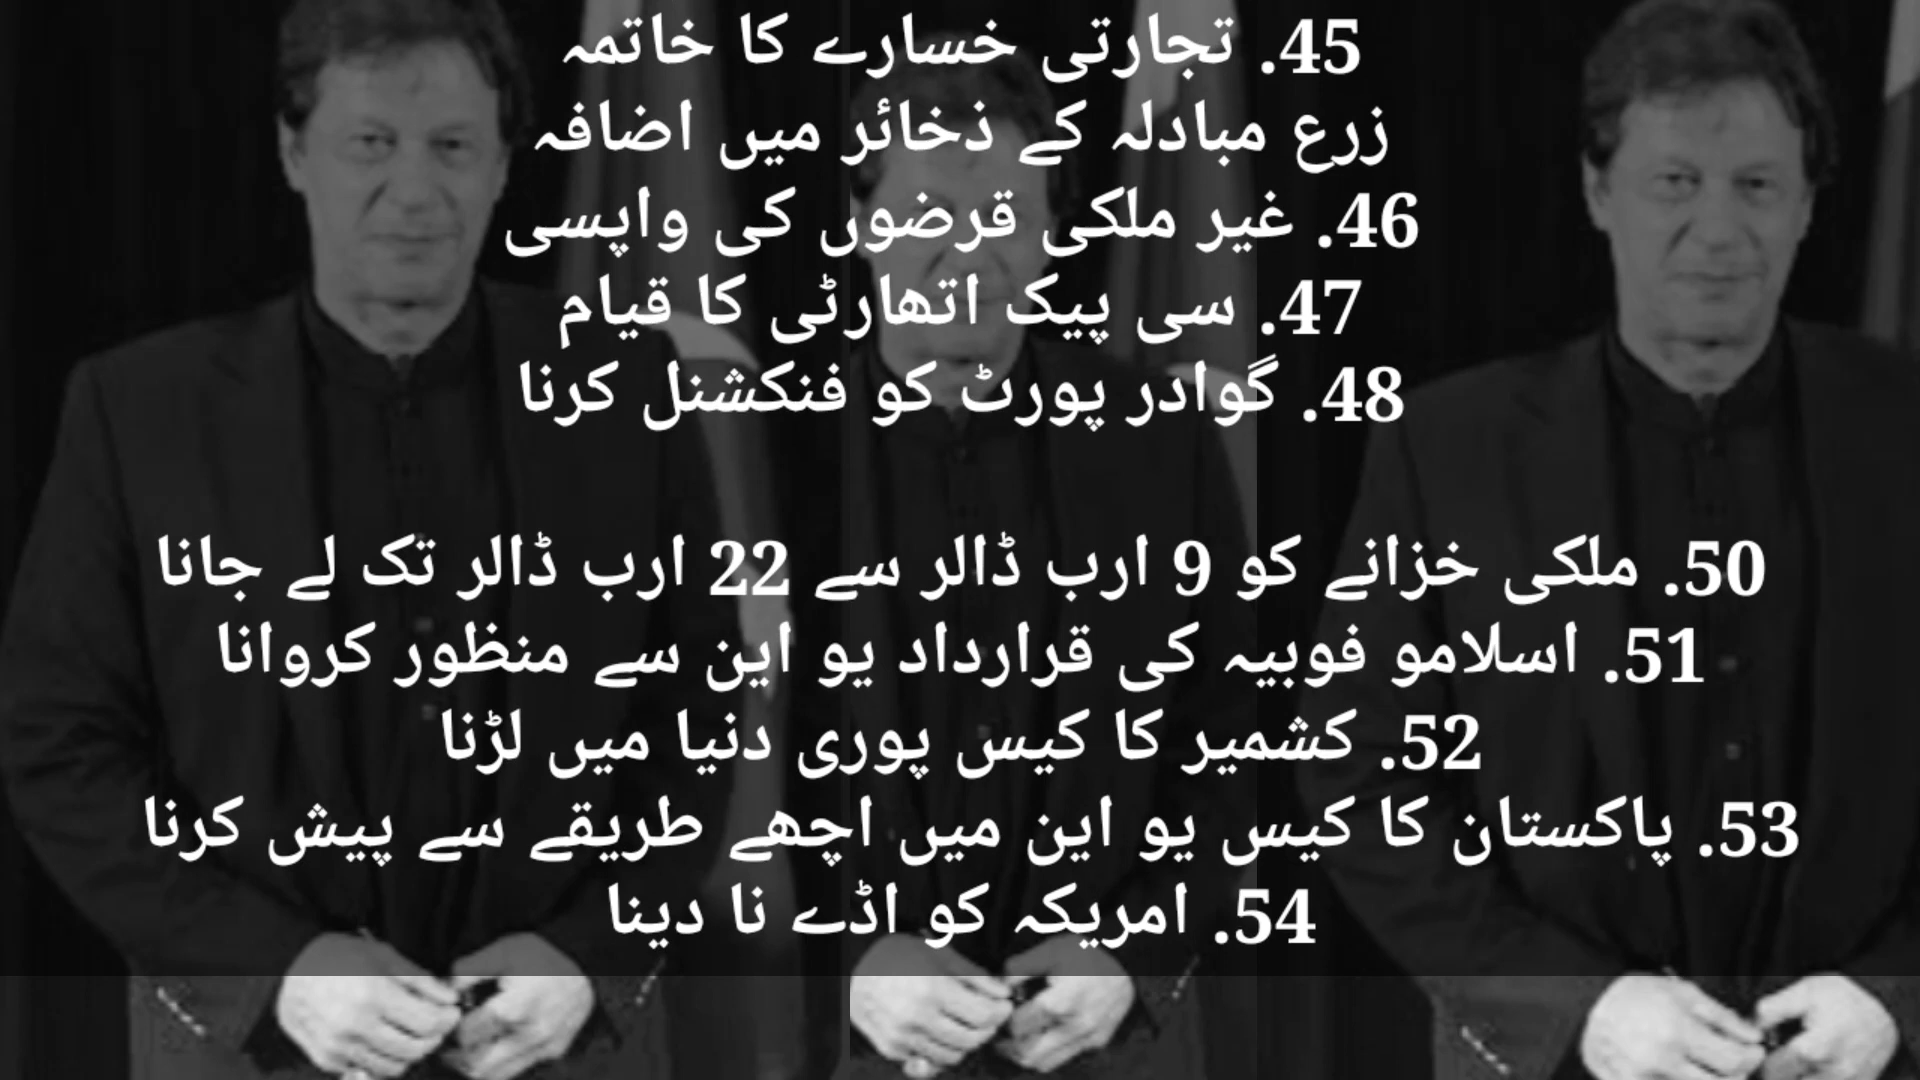 45. تجارتی خسارے کا خاتمہ
زرع مبادلہ کے ذخائر میں اضافہ
46. غیر ملکی قرضوں کی واپسی
47. سی پیک اتھارٹی کا قیام
48. گوادر پورٹ کو فنکشنل کرنا
50. ملکی خزانے کو 9 ارب ڈالر سے 22 ارب ڈالر تک لے جانا
51. اسلامو فوبیہ کی قرارداد یو این سے منظور کروانا
52. کشمیر کا کیس پوری دنیا میں لڑنا
53. پاکستان کا کیس یو این میں اچھے طریقے سے پیش کرنا
54. امریکہ کو اڈے نا دینا